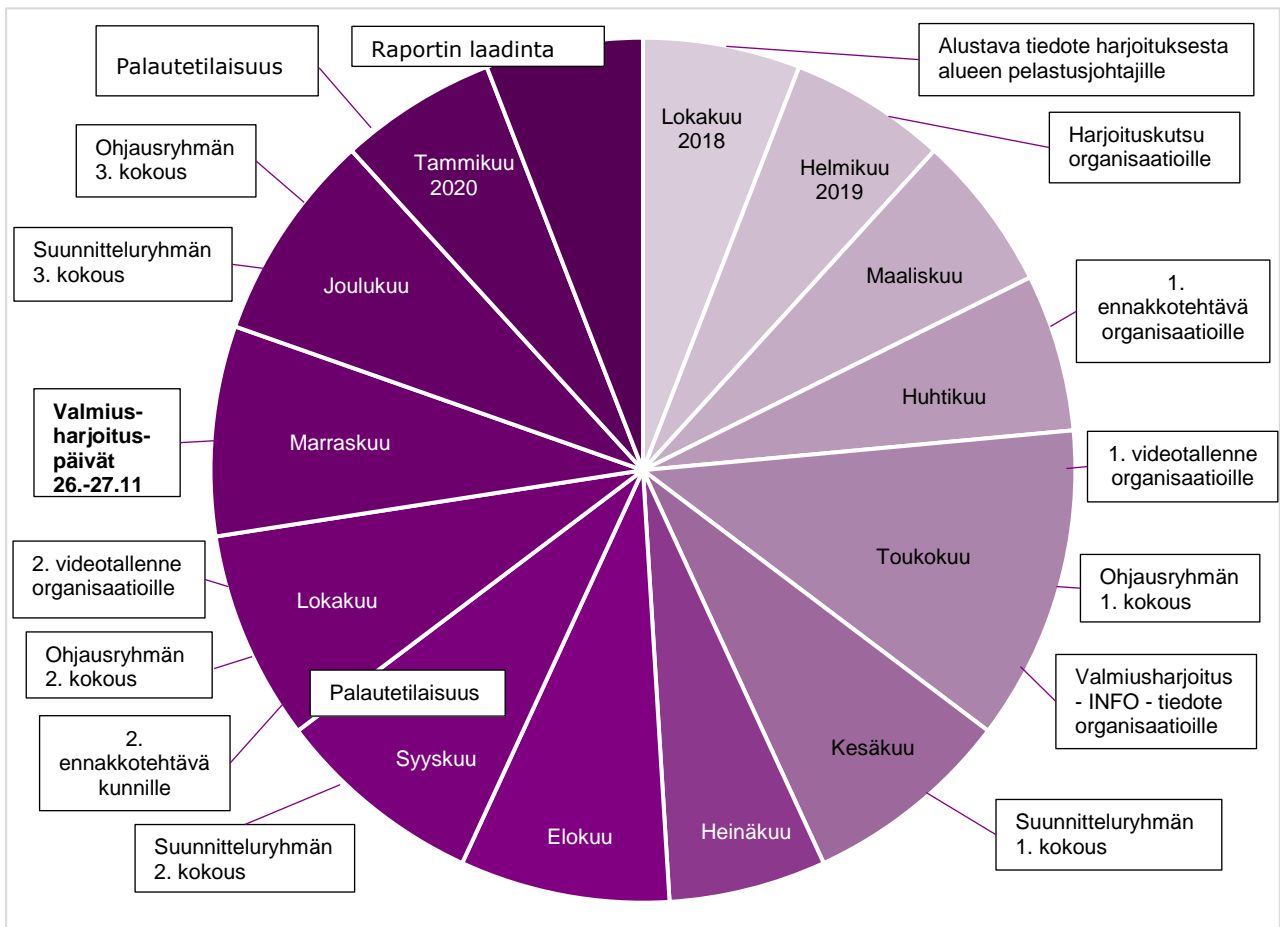 Alustava tiedote harjoituksesta
alueen pelastusjohtajille
Lokakuu
2018
Harjoituskutsu
organisaatioille
Helmikuu
2019
Maaliskuu
1.
ennakkotehtävä
organisaatioille
Huhtikuu
1. videotallenne
organisaatioille
Toukokuu
Ohjausryhmän
1. kokous
Valmiusharjoitus
- INFO - tiedote
organisaatioille
Kesäkuu
Suunnitteluryhmän
1. kokous
Heinäkuu
Elokuu
Syyskuu
Suunnitteluryhmän
2. kokous
Palautetilaisuus
2.
ennakkotehtävä
kunnille
Ohjausryhmän
2. kokous
Lokakuu
2. videotallenne
organisaatioille
Marraskuu
Valmius-
harjoitus-
päivät
26.-27.11
Joulukuu
Suunnitteluryhmän
3. kokous
Ohjausryhmän
3. kokous
Tammikuu
2020
Palautetilaisuus
Raportin laadinta